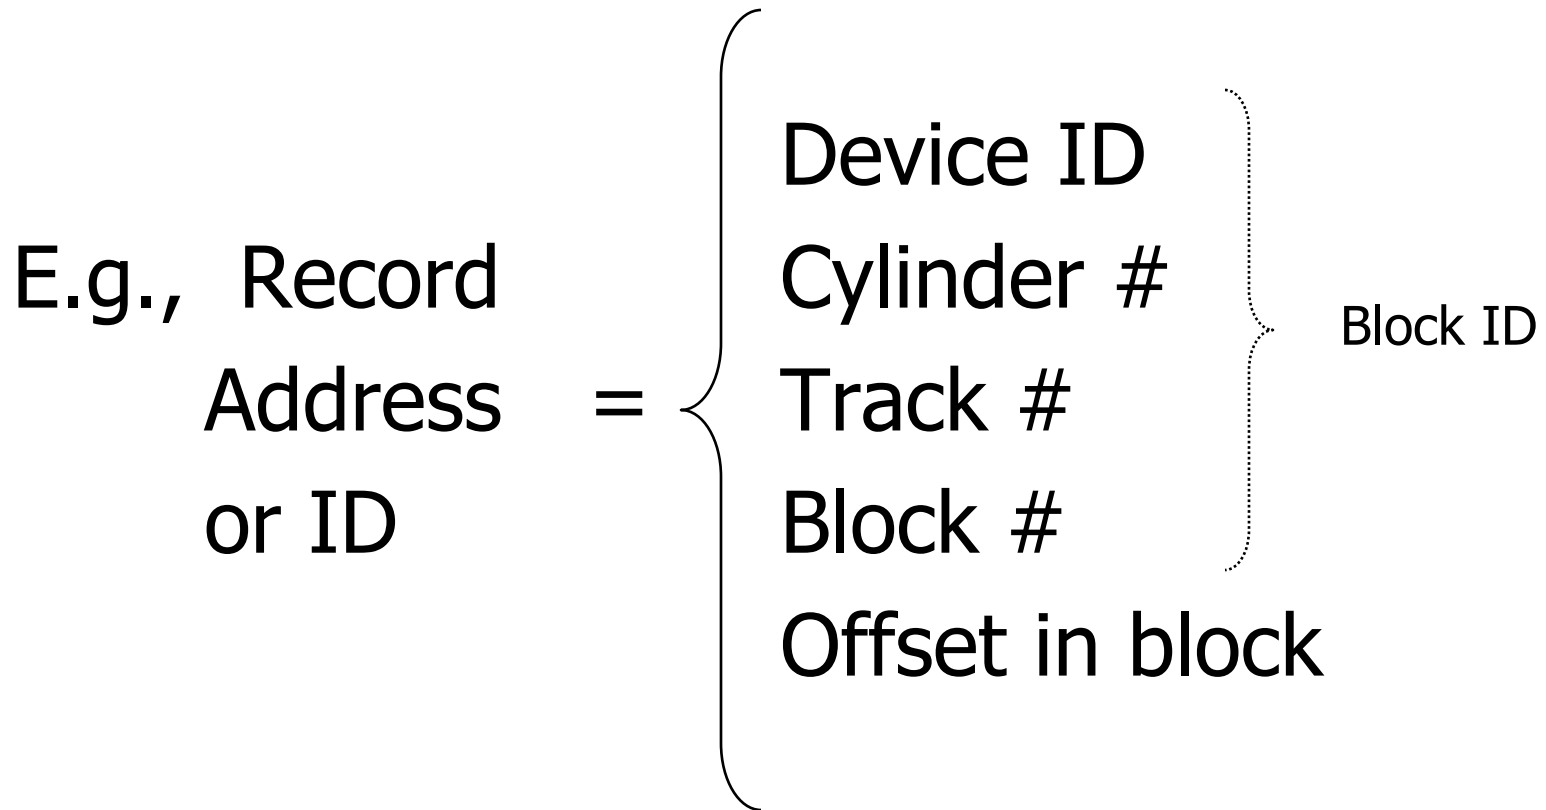 Device ID
E.g., Record Cylinder #
Block ID
Address = Track #
or ID Block #
Offset in block